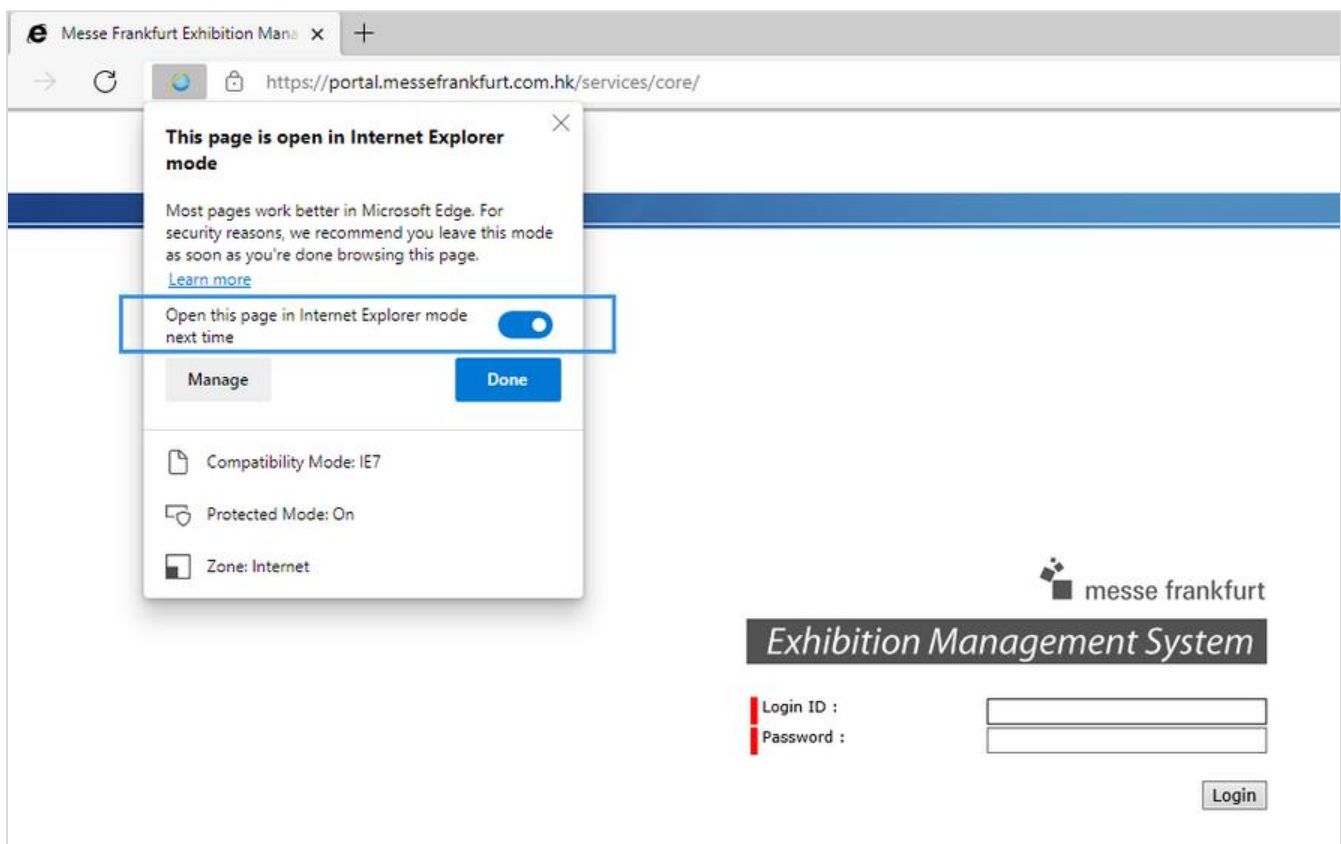 Messe Frankfurt Exhibition Mana
https://portal.messefrankfurt.com.hk/services/core/
This page is open in Internet Explorer
mode
Most pages work better in Microsoft Edge. For
security reasons, we recommend you leave this mode
as soon as you're done browsing this page.
Learn more
Open this page in Internet Explorer mode
next time
Manage
Done
Compatibility Mode: IE7
Protected Mode: On
Zone: Internet
messe frankfurt
Exhibition Management System
Login ID :
Password :
Login